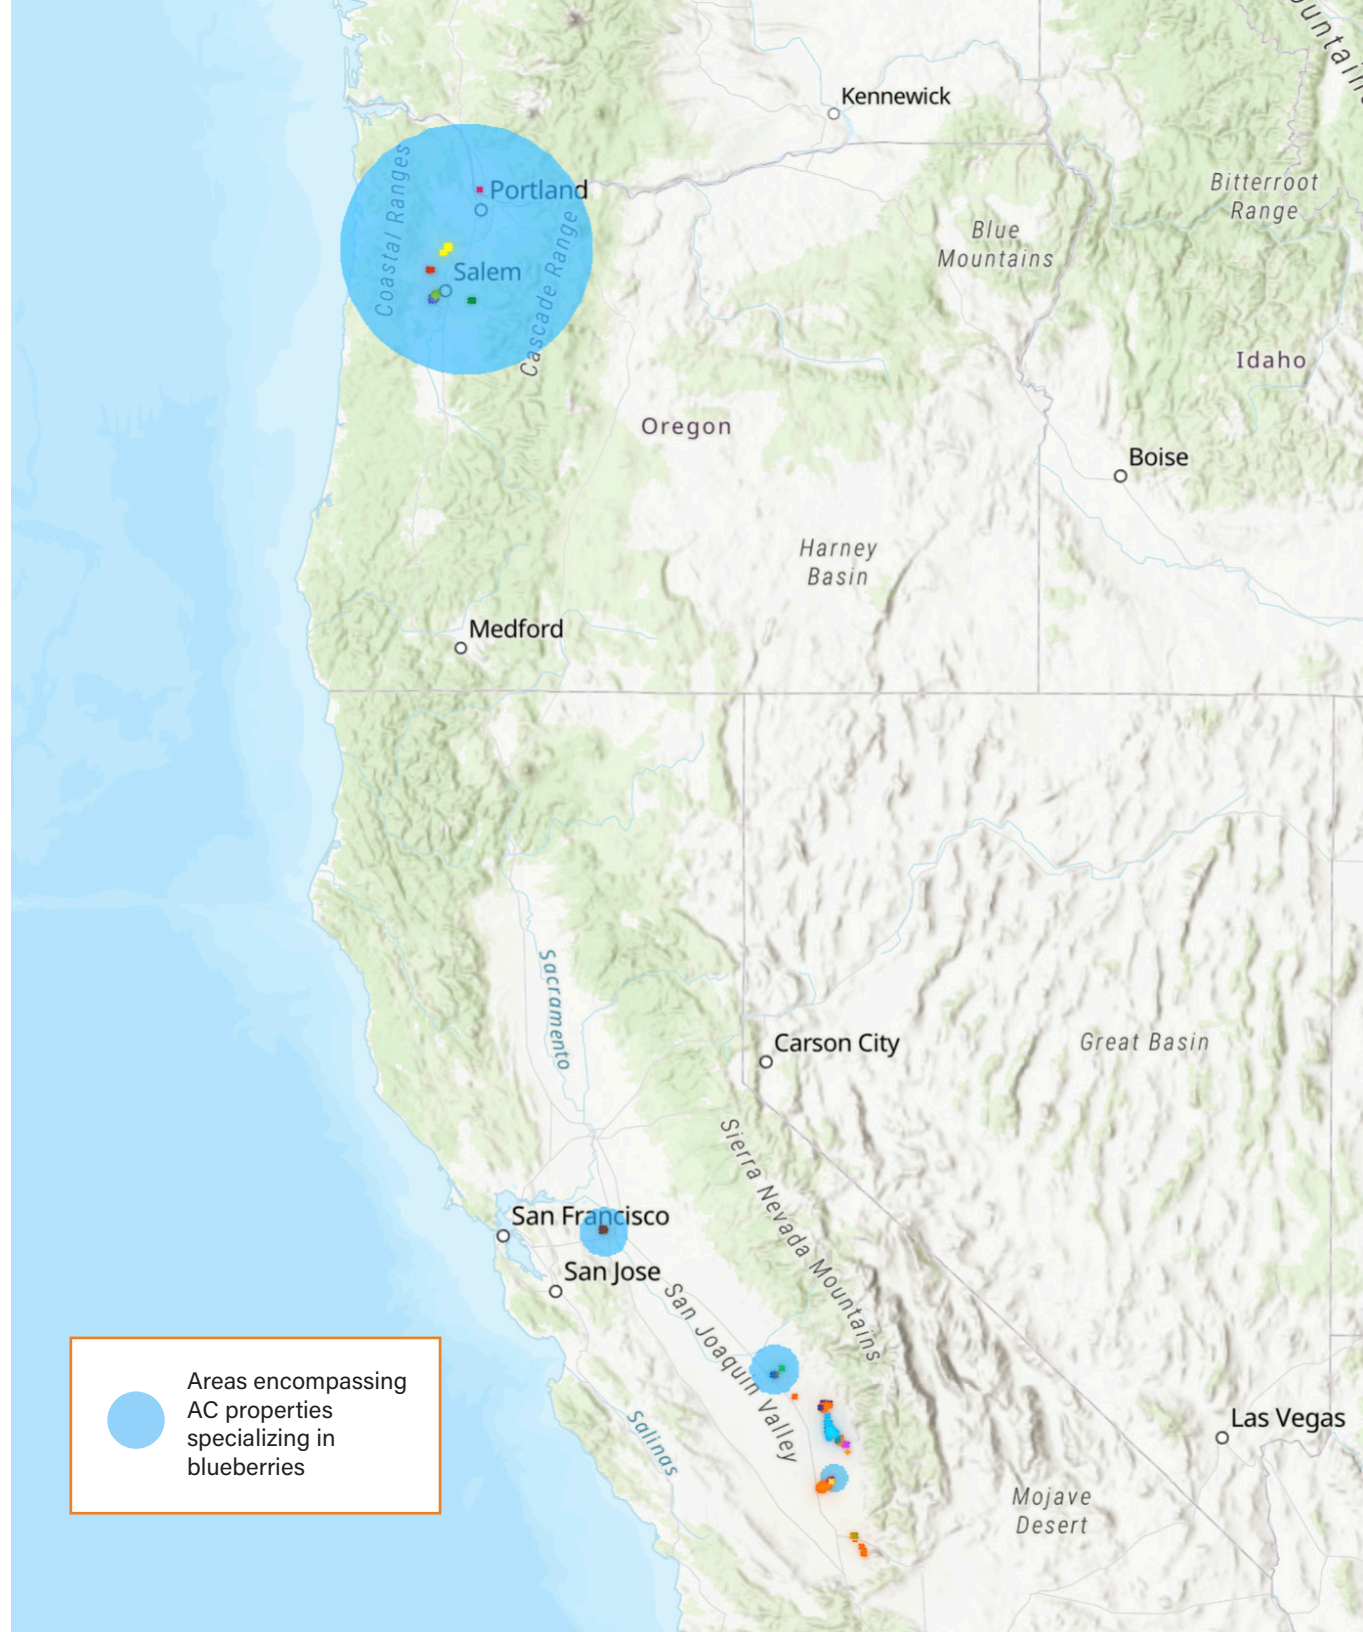 ountain
Kennewick
Coastal Ranges
Portland
Bitterroot
Range
Blue
Mountains
Salem
Cascade Range
Idaho
Oregon
Boise
Harney
Basin
Medford
Sacramento
Carson City
Great Basin
Sierra Nevada Mountains
San Francisco
San Jose
San Joaquin Valley
Areas encompassing
AC properties
specializing in
blueberries
Salinas
Las Vegas
Mojave
Desert